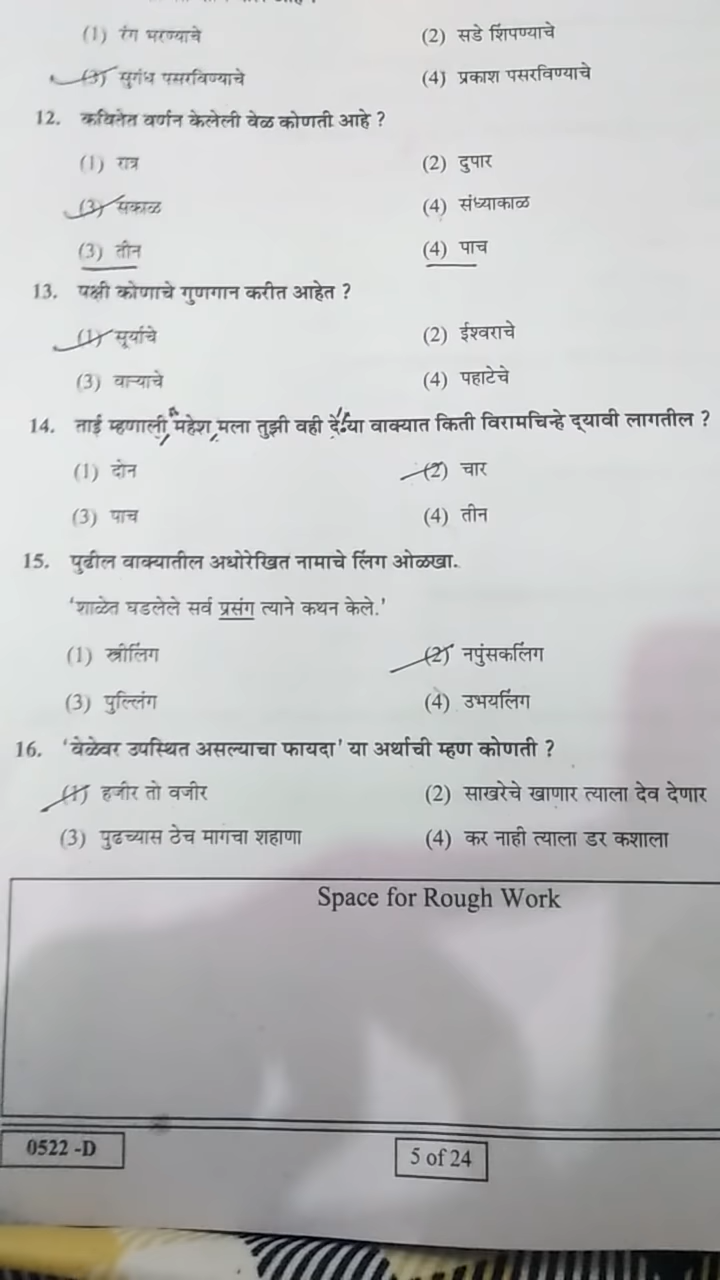 (1) रंग भरण्याचे (2) सडे शिंपण्याचे
(3) सुगंध पसरविण्याचे (4) प्रकाश पसरविण्याचे
12. कवितेत वर्णन केलेली वेळ कोणती आहे ?
(1) रात्र (2) दुपार
(3) सकाळ (4) संध्याकाळ
(3) तीन (4) पाच
13. पक्षी कोणाचे गुणगान करीत आहेत ?
(1) सूर्याचे (2) ईश्वराचे
(3) वाऱ्याचे (4) पहाटेचे
14. ताई म्हणाली, "महेश, मला तुझी वही दे." या वाक्यात किती विरामचिन्हे द्यावी लागतील ?
(1) दोन (2) चार
(3) पाच (4) तीन
15. पुढील वाक्यातील अधोरेखित नामाचे लिंग ओळखा.
'शाळेत घडलेले सर्व प्रसंग त्याने कथन केले.'
(1) स्त्रीलिंग (2) नपुंसकलिंग
(3) पुल्लिंग (4) उभयलिंग
16. 'वेळेवर उपस्थित असल्याचा फायदा' या अर्थाची म्हण कोणती ?
(1) हजीर तो वजीर (2) साखरेचे खाणार त्याला देव देणार
(3) पुढच्यास ठेच मागचा शहाणा (4) कर नाही त्याला डर कशाला
Space for Rough Work
0522 -D 5 of 24